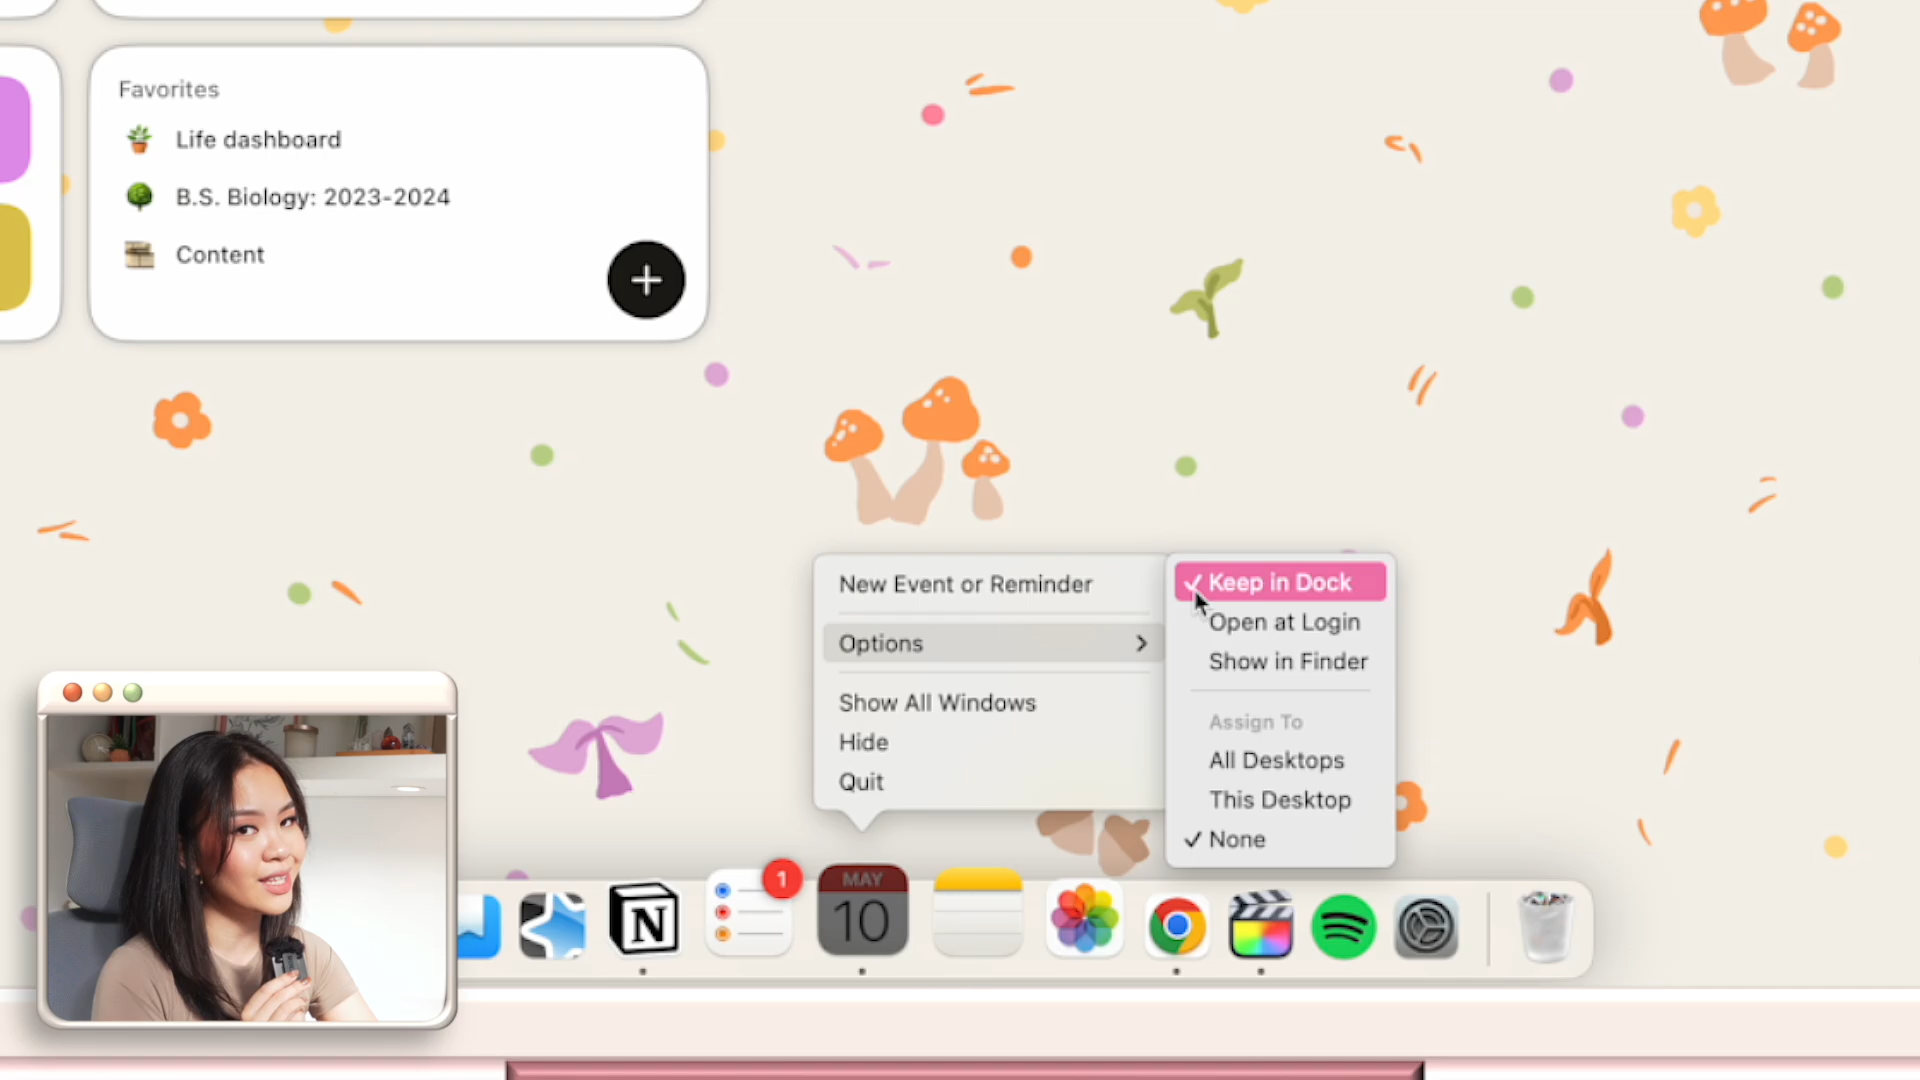 Favorites
Life dashboard
B.S. Biology: 2023-2024
Content
New Event or Reminder
Options
Show All Windows
Hide
Quit
Keep in Dock
Open at Login
Show in Finder
Assign To
All Desktops
This Desktop
None
N
1
MAY
10